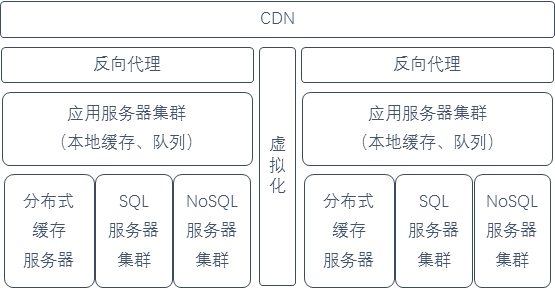 CDN
反向代理
应用服务器集群
（本地缓存、队列）
分布式
缓存
服务器
SQL
服务器
集群
NoSQL
服务器
集群
虚
拟
化
反向代理
应用服务器集群
（本地缓存、队列）
分布式
缓存
服务器
SQL
服务器
集群
NoSQL
服务器
集群